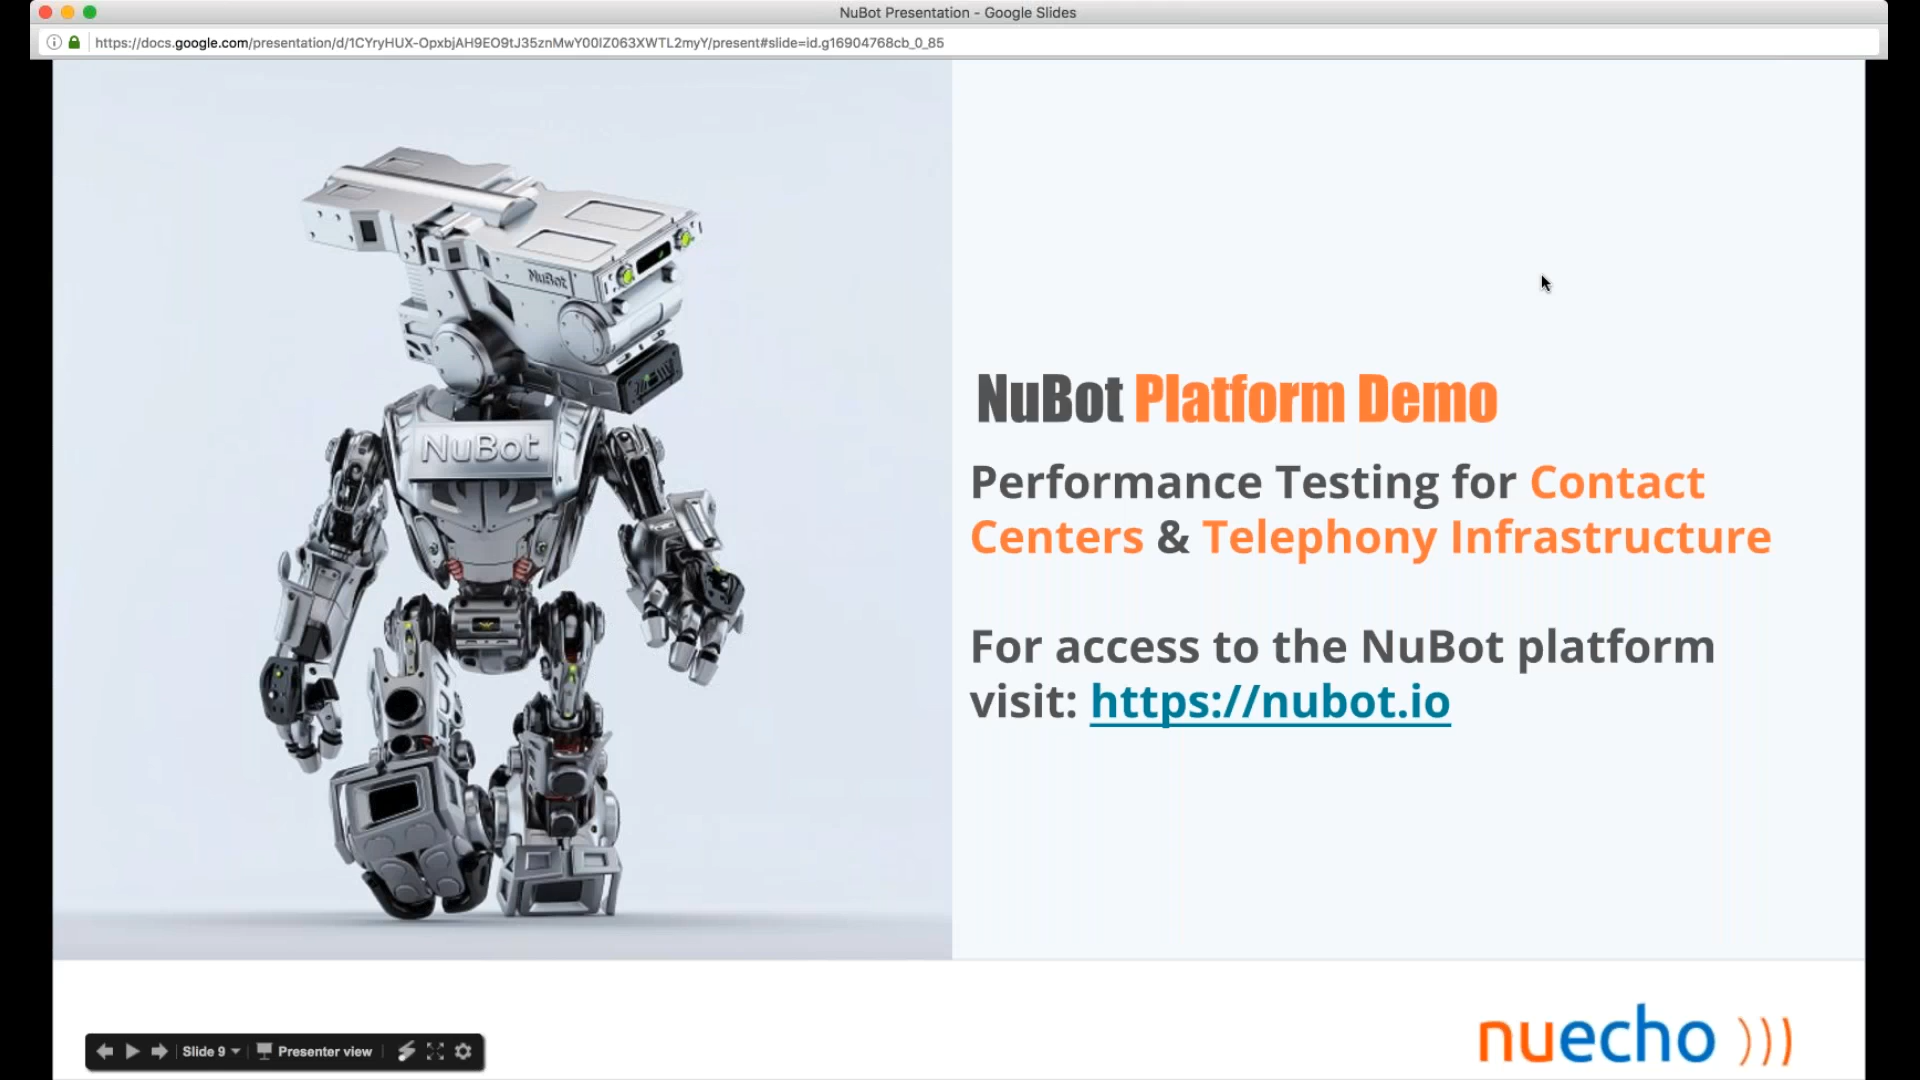 NuBot Presentation - Google Slides
https://docs.google.com/presentation/d/1CYryHUX-OpxbjAH9EO9tJ35znMwY00IZ063XWTL2myY/present#slide=id.g16904768cb_0_85
NuBot
NuBot
NuBot Platform Demo
Performance Testing for Contact
Centers & Telephony Infrastructure
For access to the NuBot platform
visit: https://nubot.io
Slide 9
Presenter view
nuecho